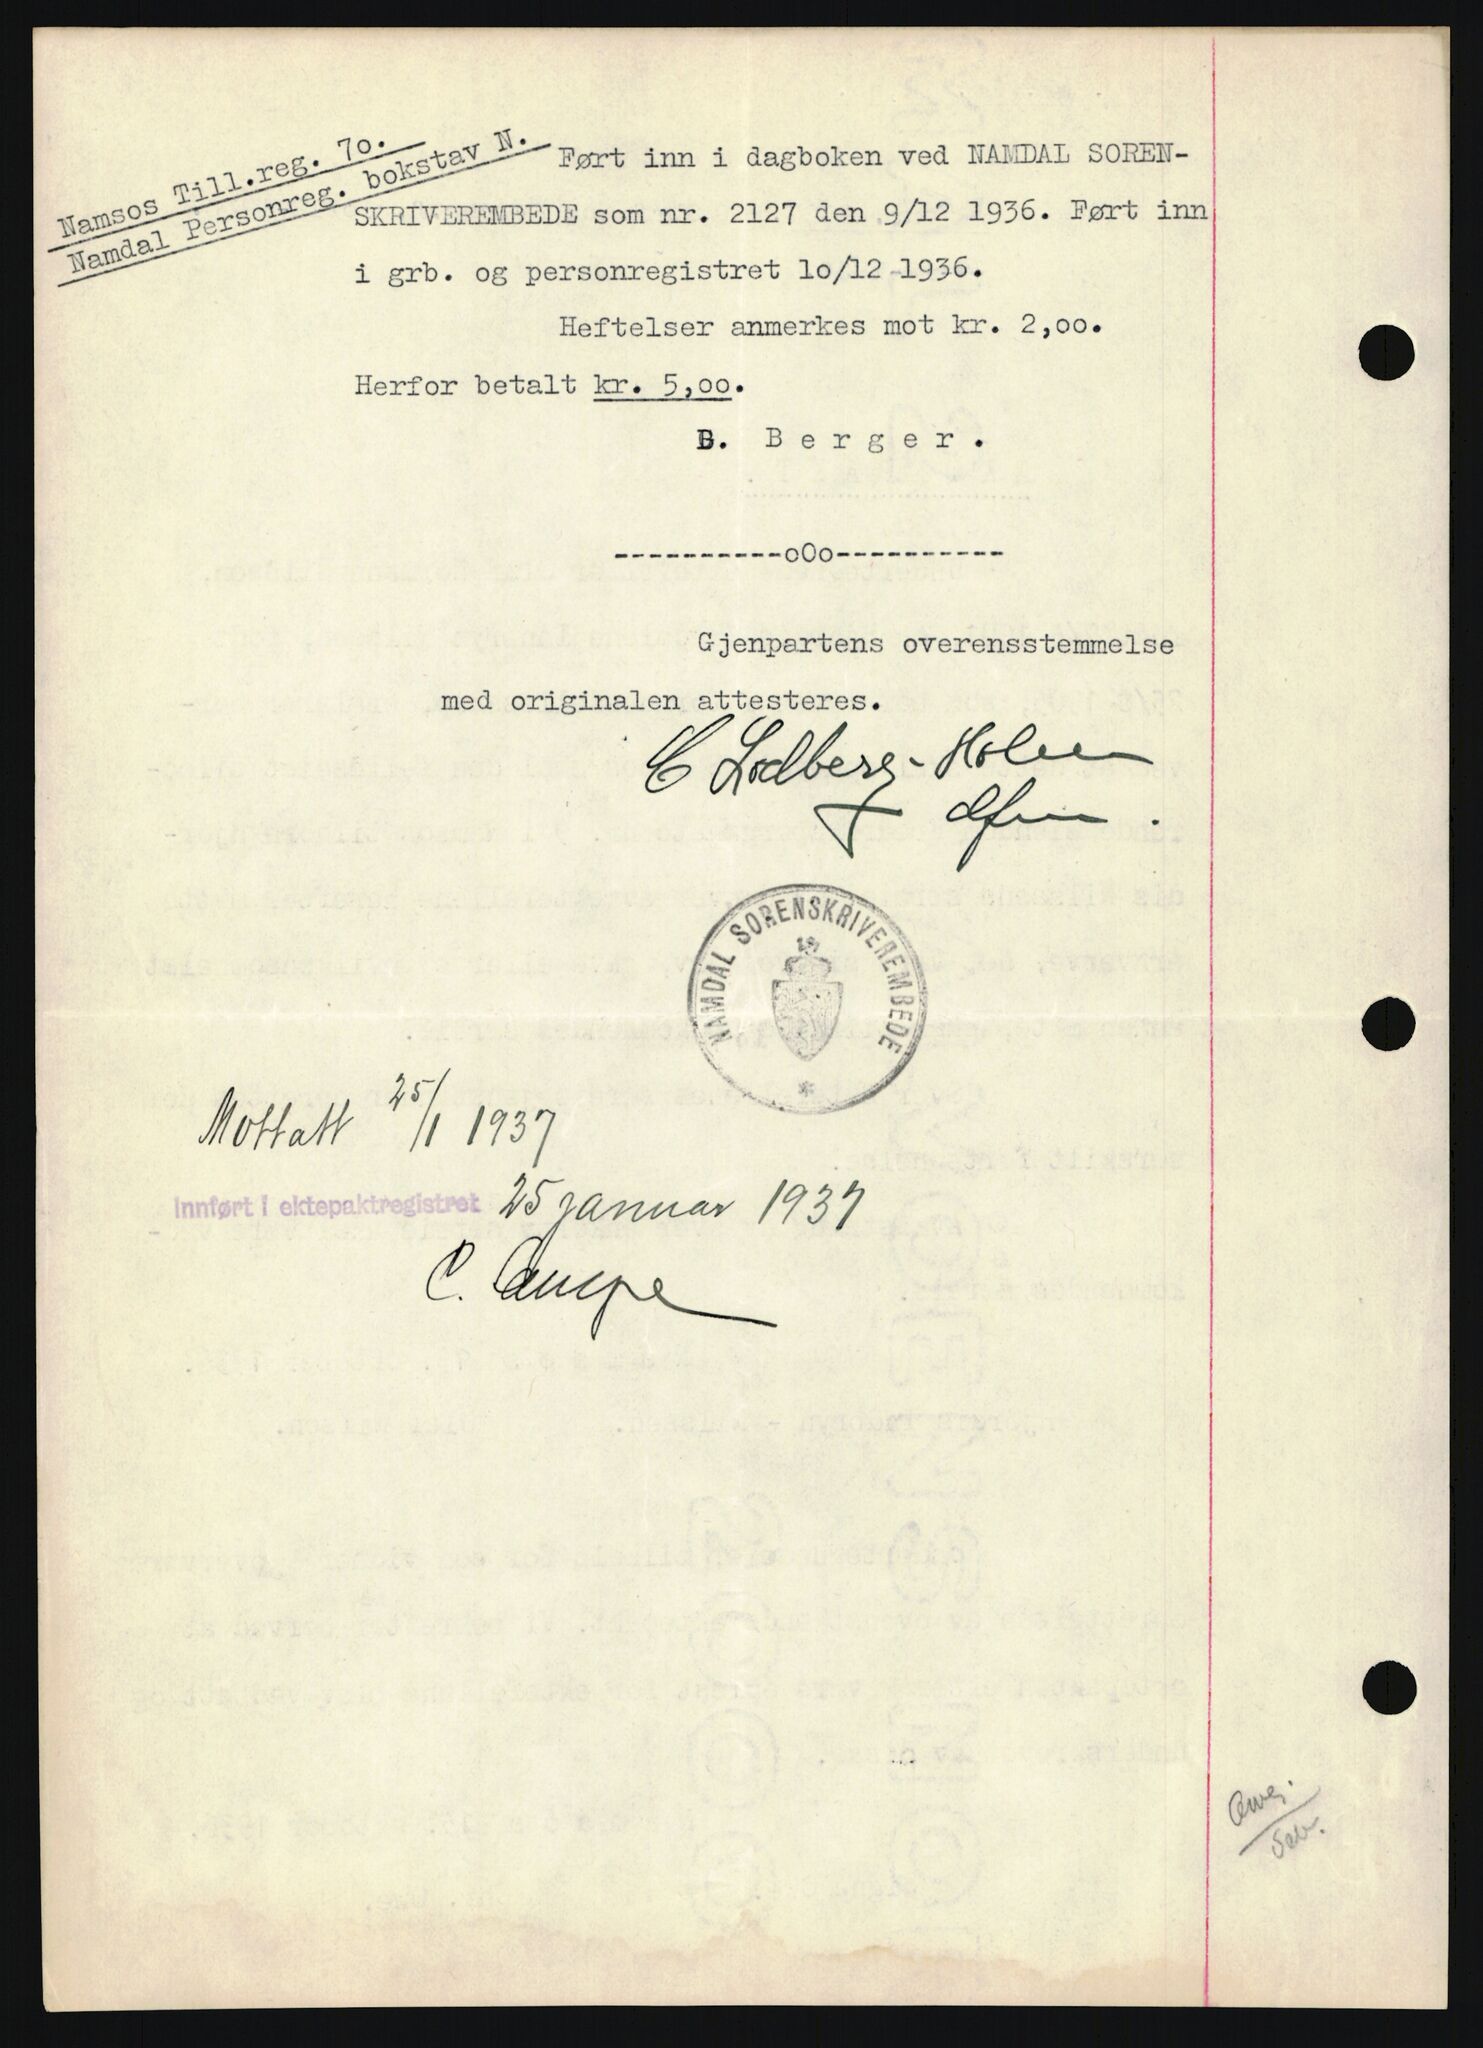 Namsos Till.reg. 7o.
Namdal Personreg. bokstav N.
Ført inn i dagboken ved NAMDAL SOREN-
SKRIVEREMBEDE som nr. 2127 den 9/12 1936. Ført inn
i grb. og personregistret 1o/12 1936.
Heftelser anmerkes mot kr. 2,oo.
Herfor betalt kr. 5,oo.
B. Berger.
----------oOo----------
Gjenpartens overensstemmelse
med originalen attesteres.
C Lodberg-Holm
NAMDAL SORENSKRIVEREMBEDE
Mottatt 25/1 1937
Innført i ektepaktregistret 25 januar 1937